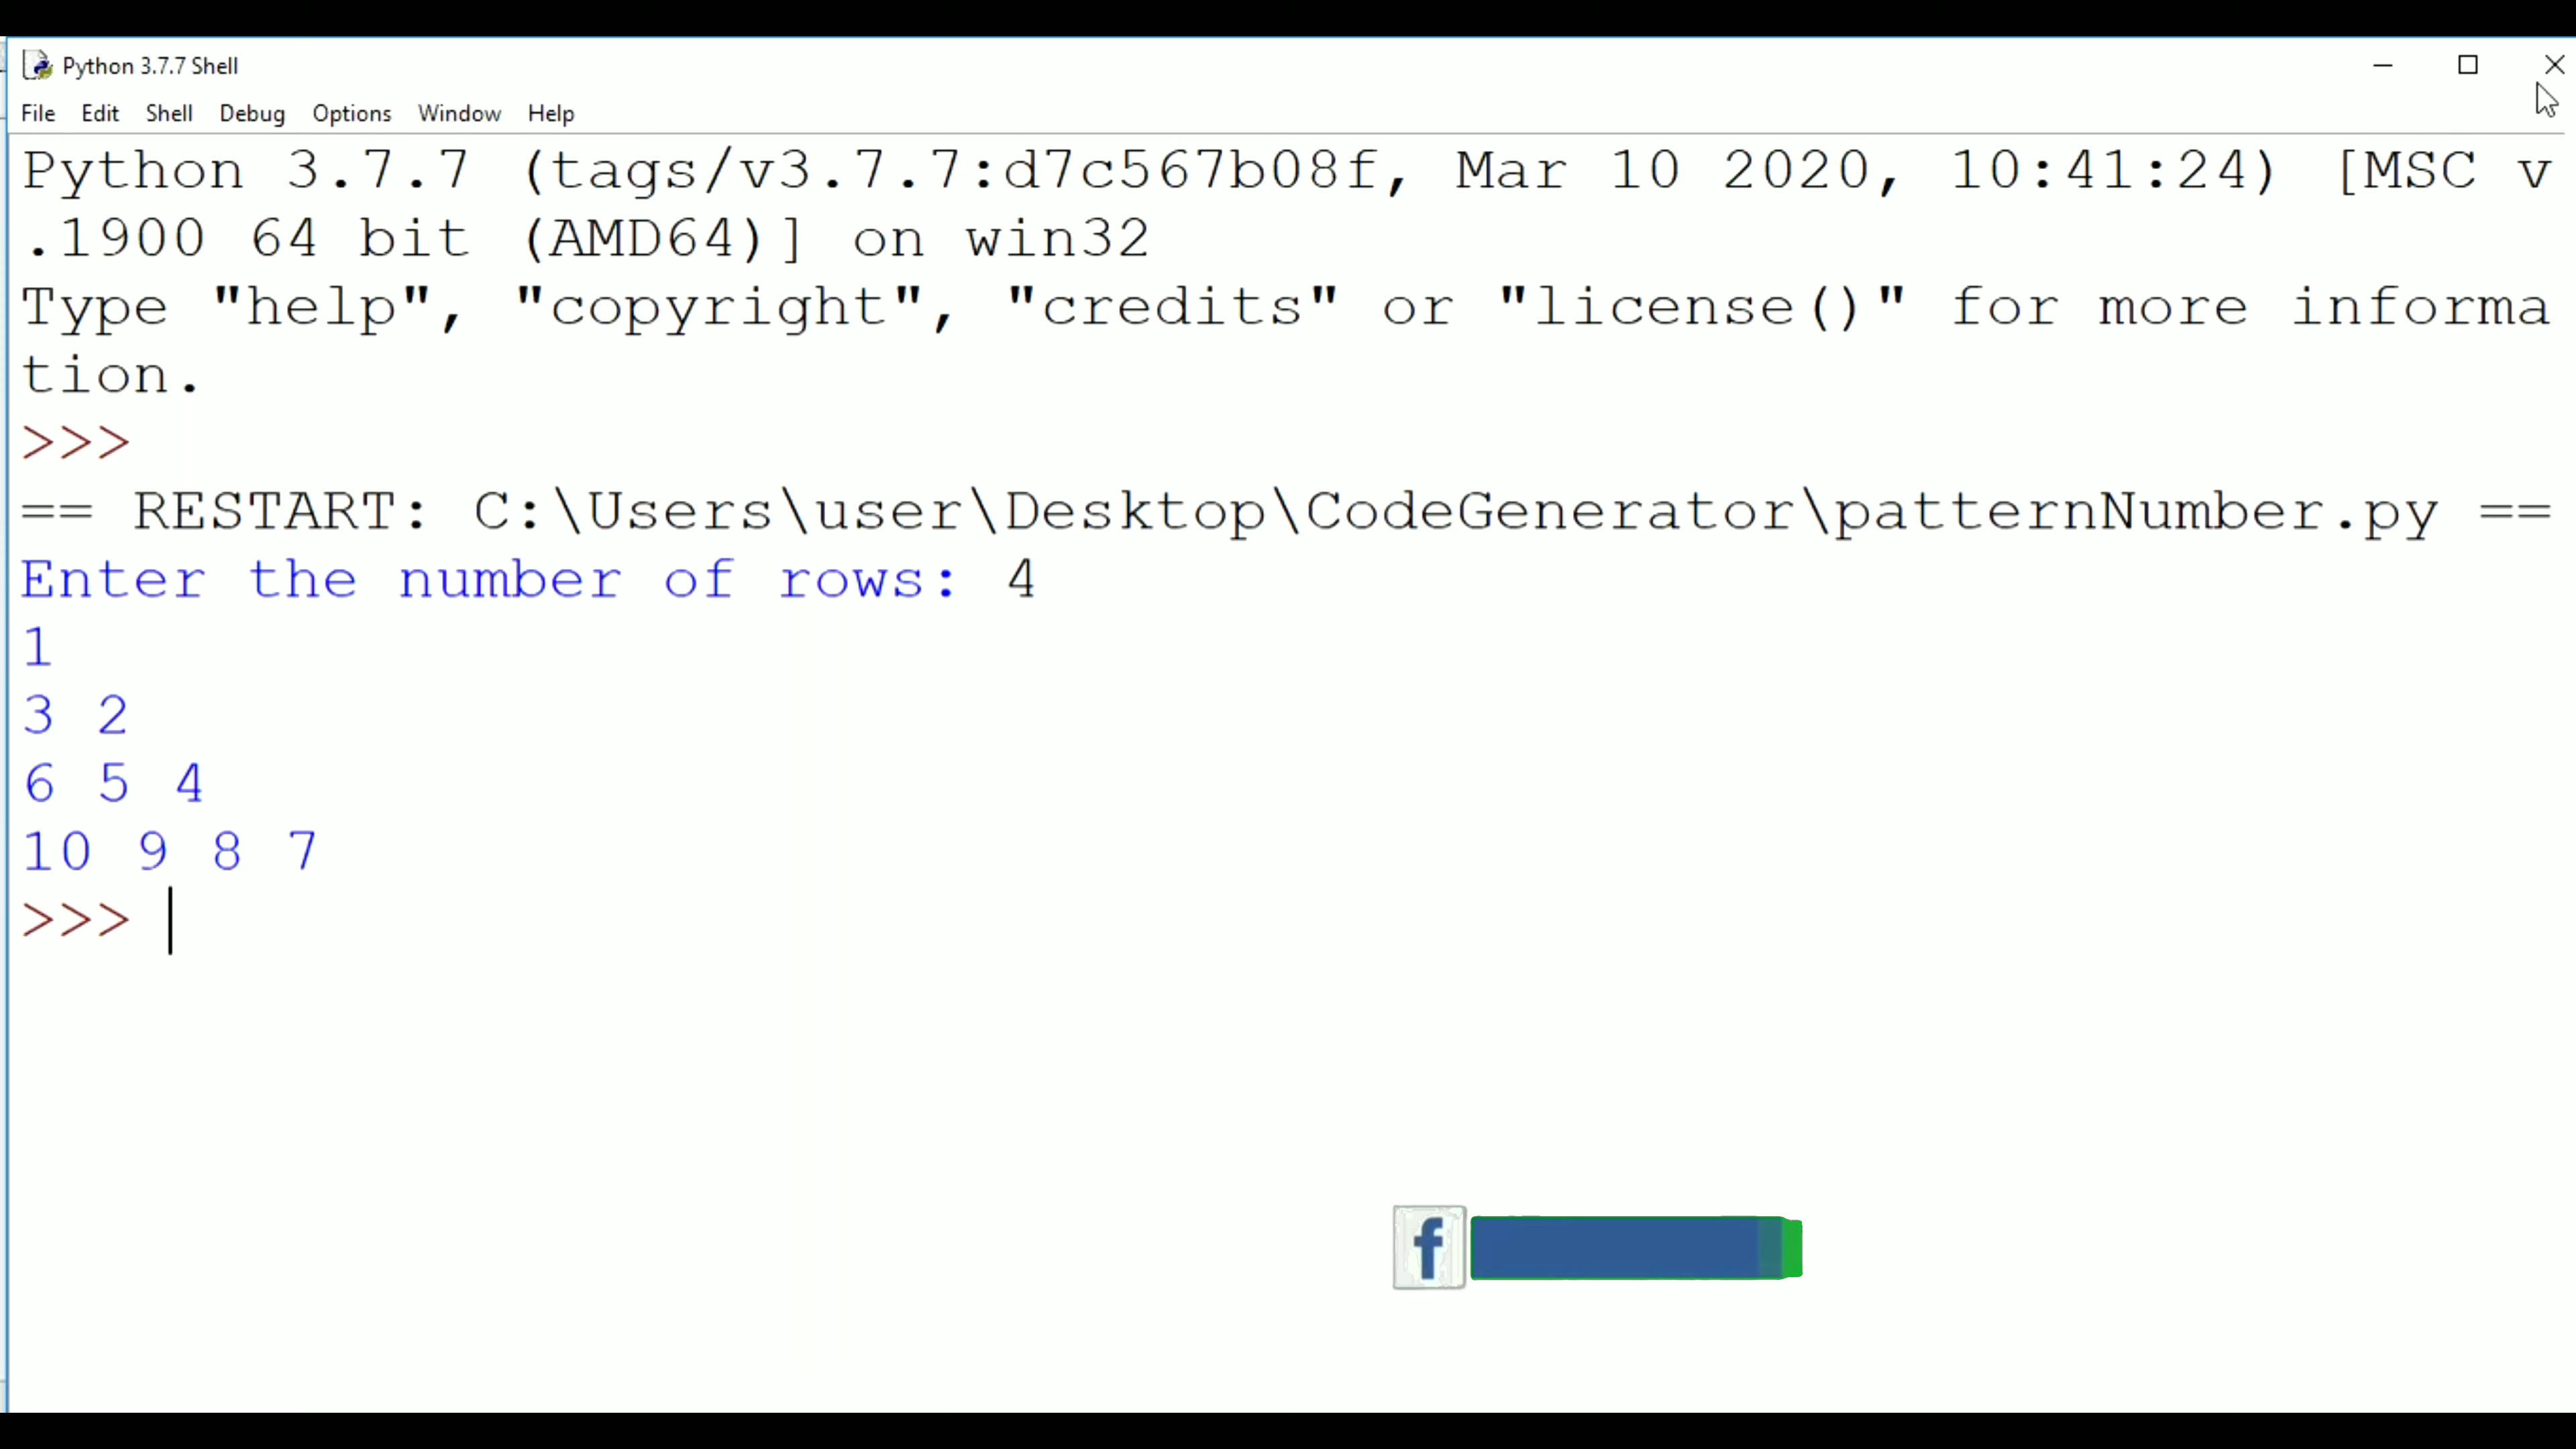 Python 3.7.7 Shell
File Edit Shell Debug Options Window Help
Python 3.7.7 (tags/v3.7.7:d7c567b08f, Mar 10 2020, 10:41:24) [MSC v
.1900 64 bit (AMD64)] on win32
Type "help", "copyright", "credits" or "license()" for more informa
tion.
>>>
== RESTART: C:\Users\user\Desktop\CodeGenerator\patternNumber.py ==
Enter the number of rows: 4
1
3 2
6 5 4
10 9 8 7
>>>
f